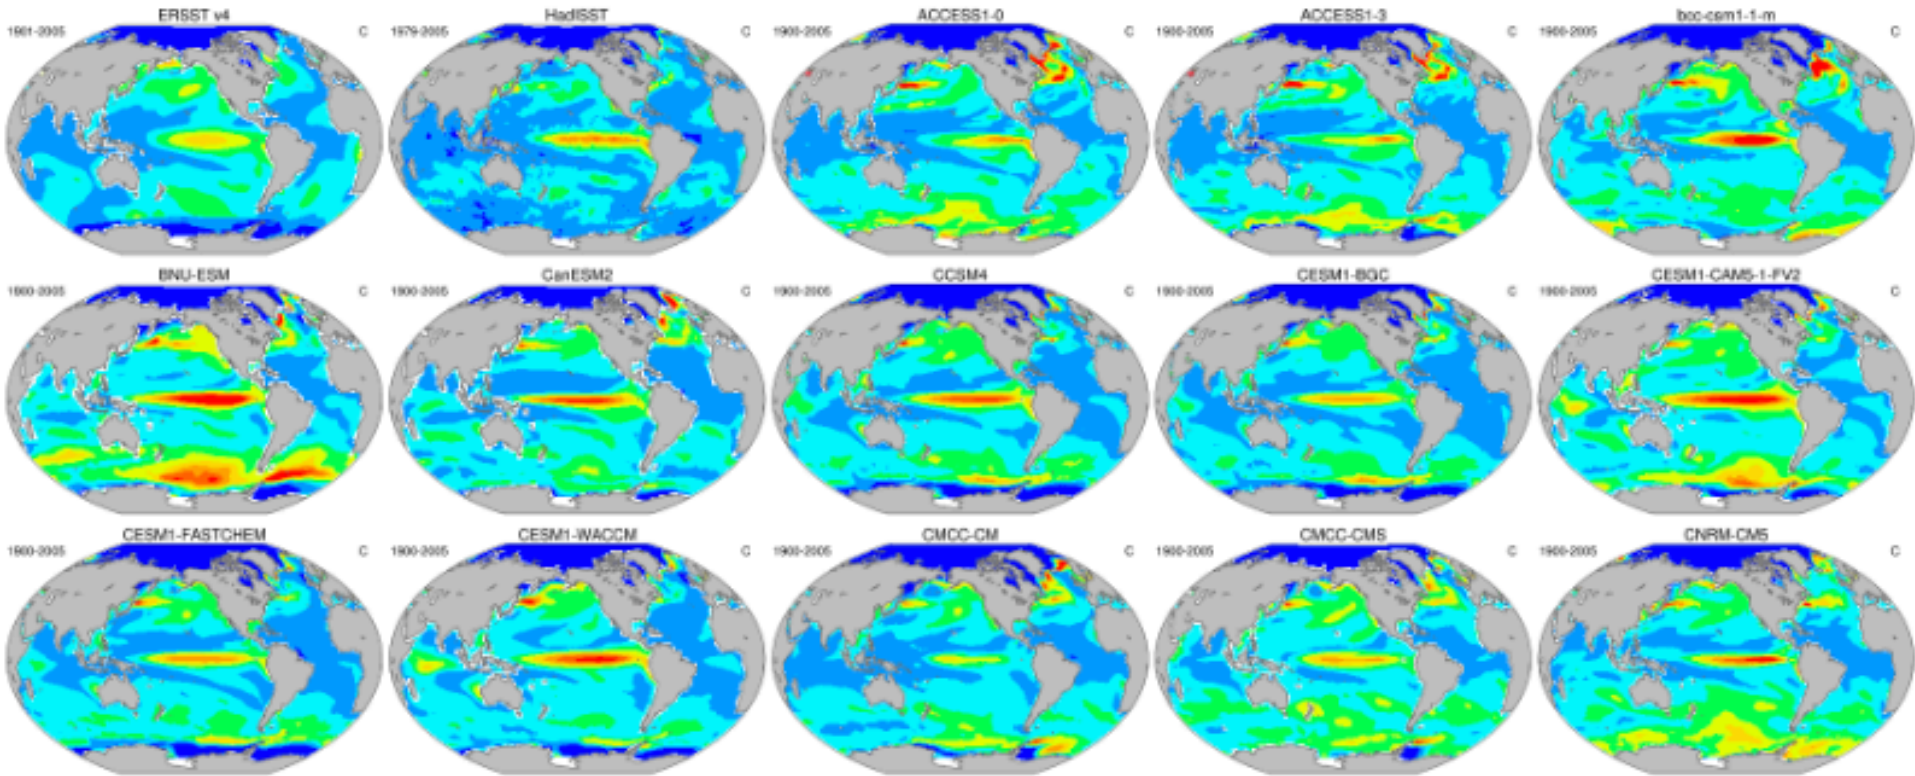 ERSST v4
1901-2005 C
HadISST
1979-2005 C
ACCESS1-0
1900-2005 C
ACCESS1-3
1900-2005 C
bcc-csm1-1-m
1900-2005 C
BNU-ESM
1900-2005 C
CanESM2
1900-2005 C
CCSM4
1900-2005 C
CESM1-BGC
1900-2005 C
CESM1-CAM5-1-FV2
1900-2005 C
CESM1-FASTCHEM
1900-2005 C
CESM1-WACCM
1900-2005 C
CMCC-CM
1900-2005 C
CMCC-CMS
1900-2005 C
CNRM-CM5
1900-2005 C